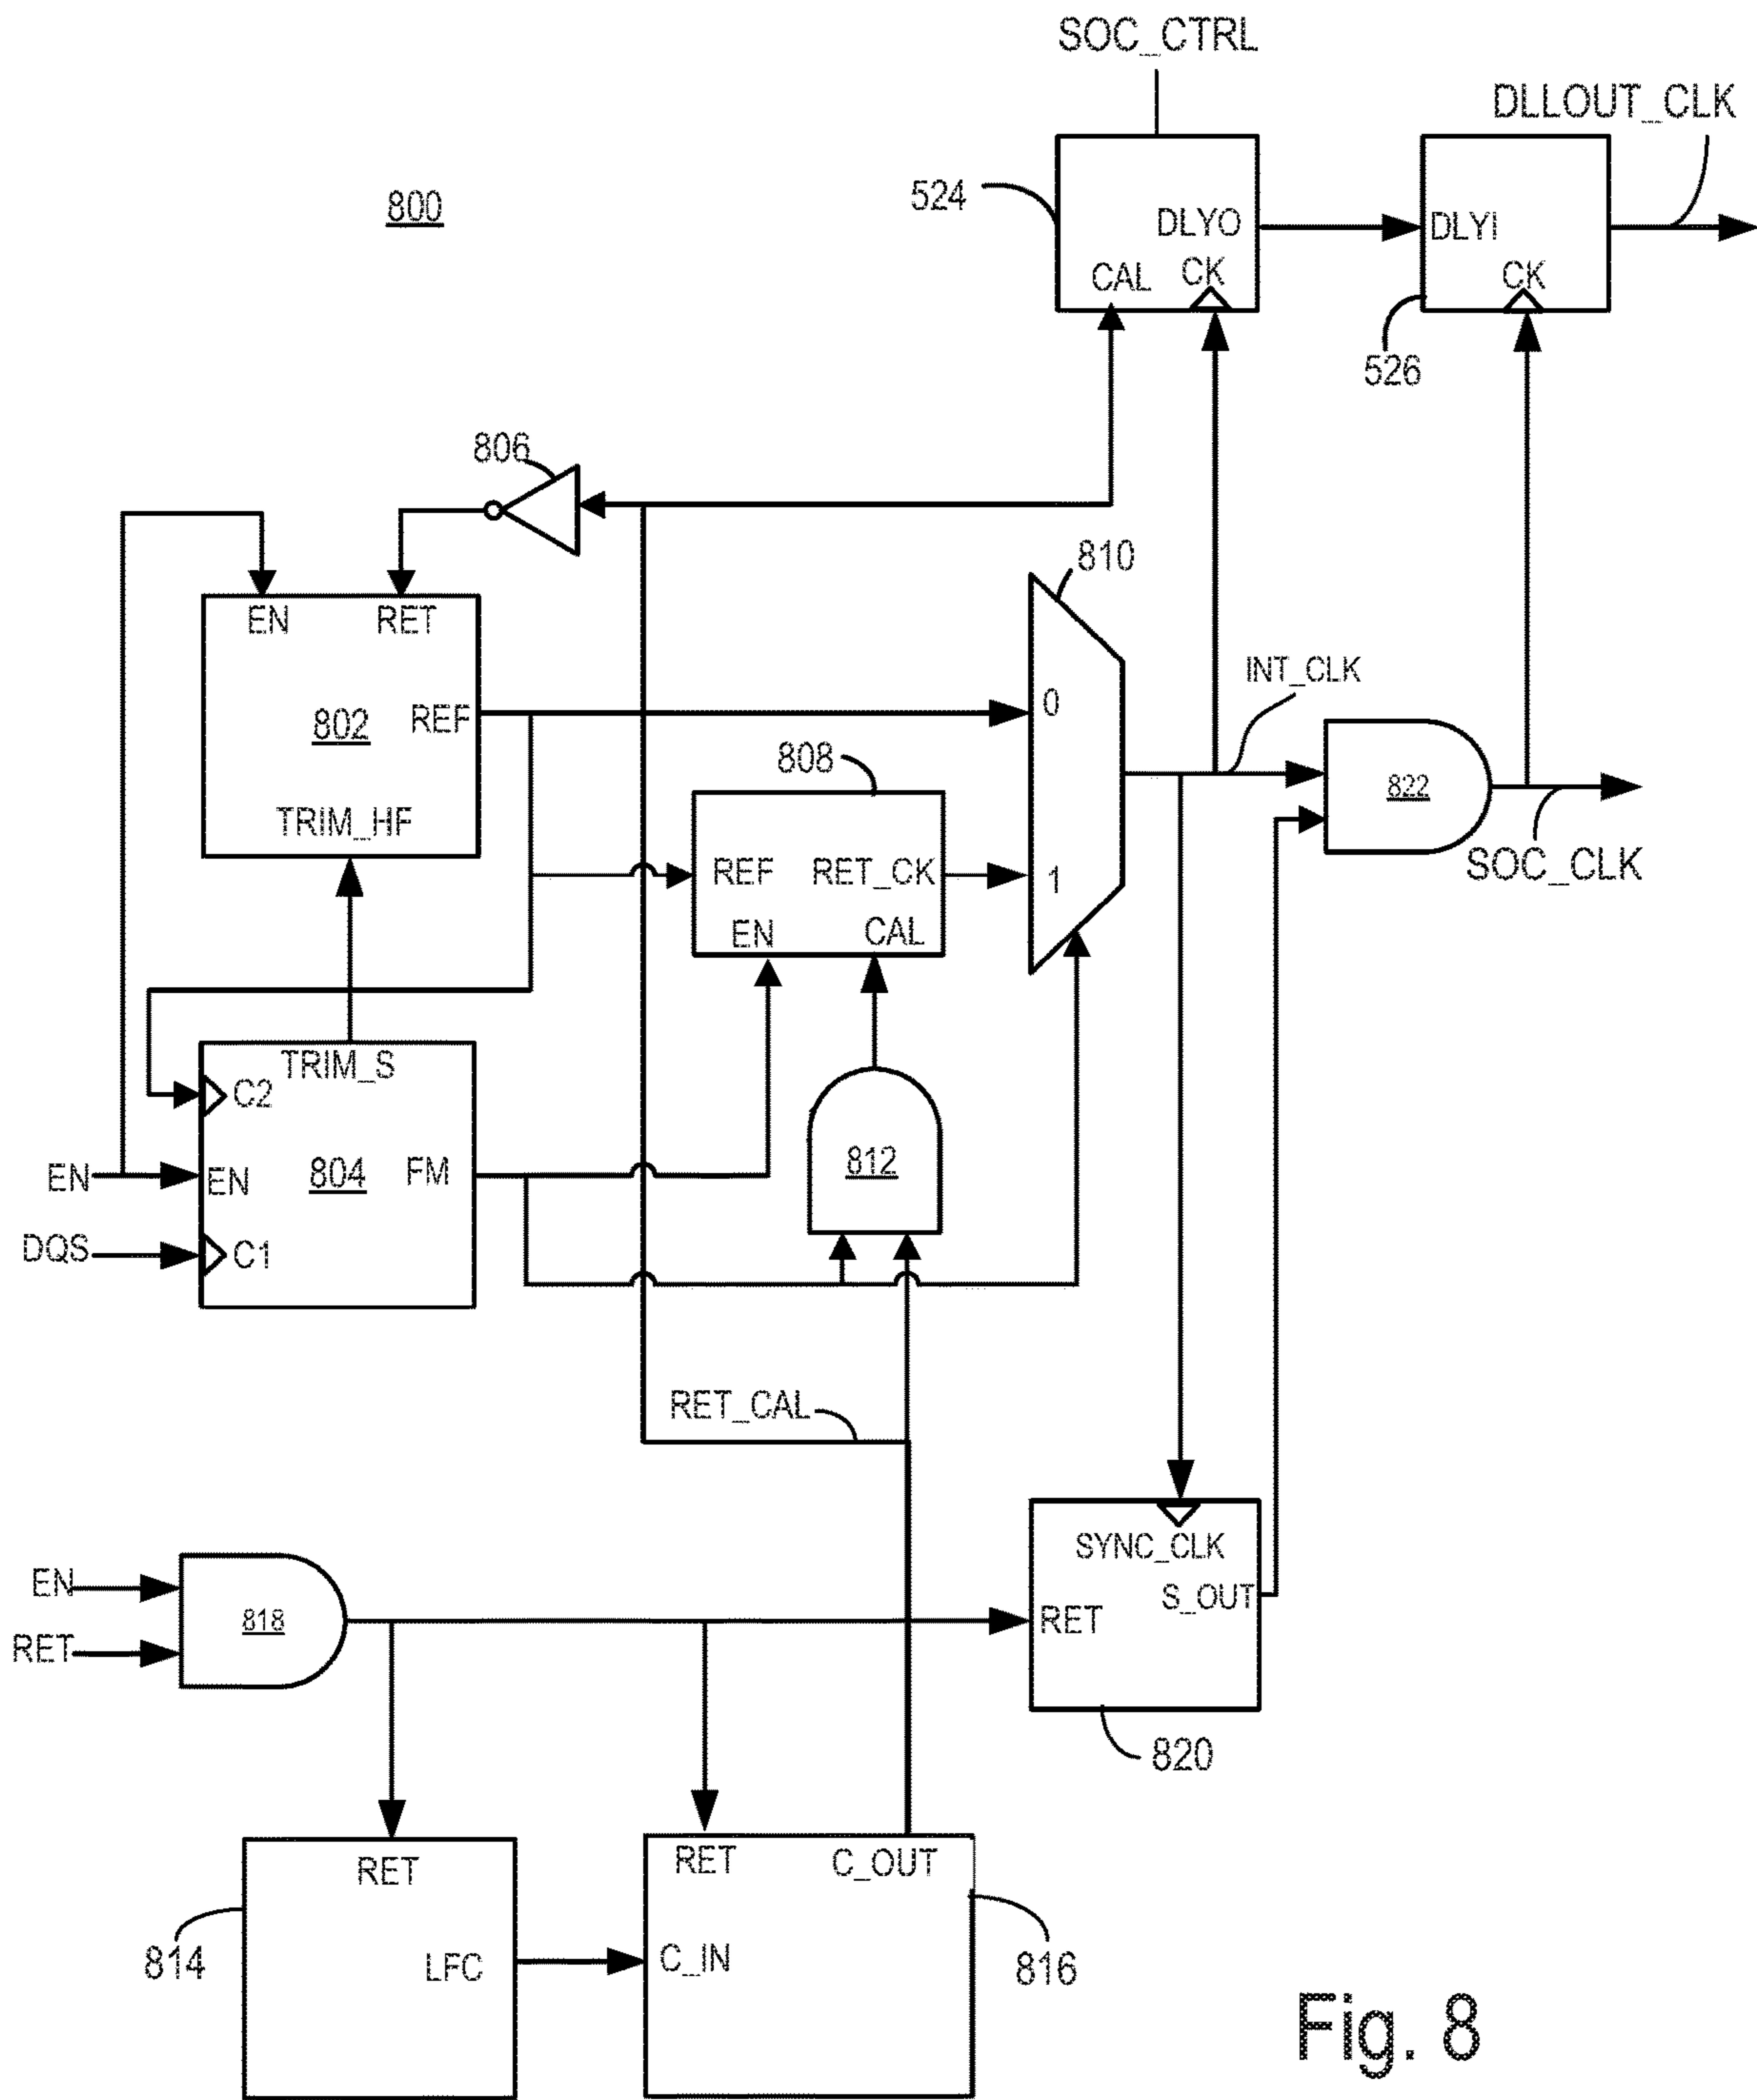 SOC_CTRL
DLLOUT_CLK
800
524
DLYO
CAL
CK
DLYI
CK
526
806
810
EN
RET
802
REF
TRIM_HF
0
INT_CLK
808
REF
RET_CK
EN
CAL
1
822
SOC_CLK
TRIM_S
C2
EN
EN
804
FM
812
DQS
C1
RET_CAL
SYNC_CLK
S_OUT
RET
820
EN
RET
818
RET
LFC
814
RET
C_OUT
C_IN
816
Fig. 8